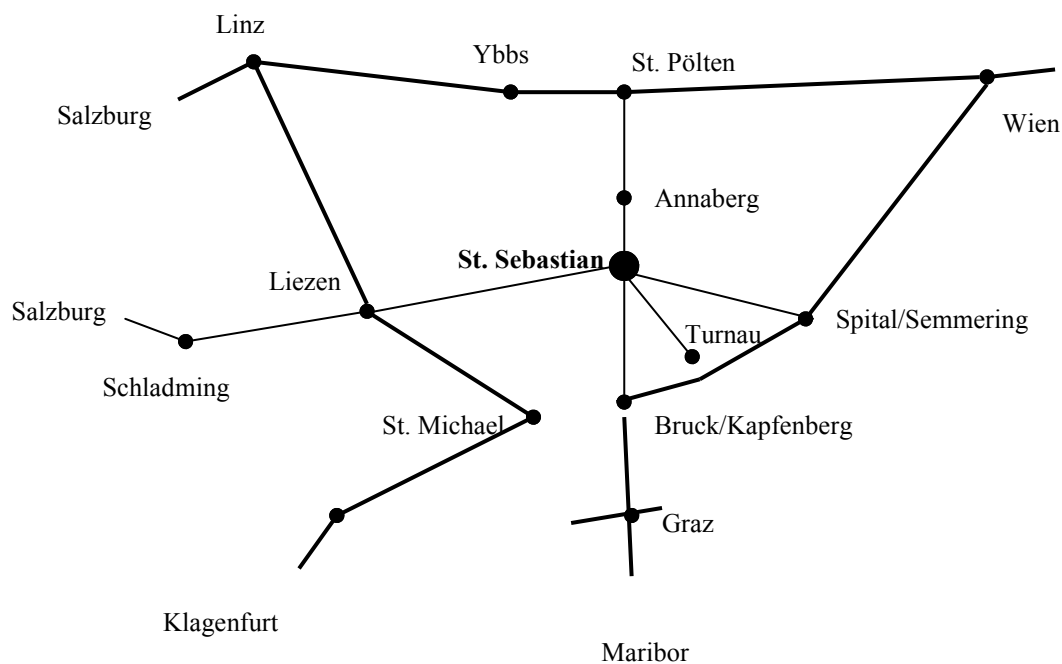 Linz
Ybbs
St. Pölten
Salzburg
Wien
Annaberg
St. Sebastian
Liezen
Salzburg
Spital/Semmering
Turnau
Schladming
St. Michael
Bruck/Kapfenberg
Graz
Klagenfurt
Maribor